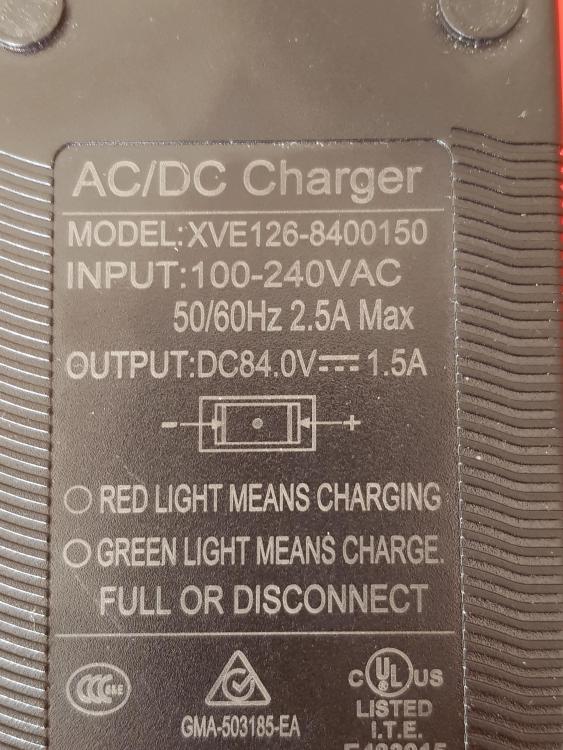 AC/DC Charger
MODEL:XVE126-8400150
INPUT:100-240VAC
50/60Hz 2.5A Max
OUTPUT:DC84.0V⎓1.5A
- +
RED LIGHT MEANS CHARGING
GREEN LIGHT MEANS CHARGE.
FULL OR DISCONNECT
CCC
GMA-503185-EA
C UL US
LISTED
I.T.E.